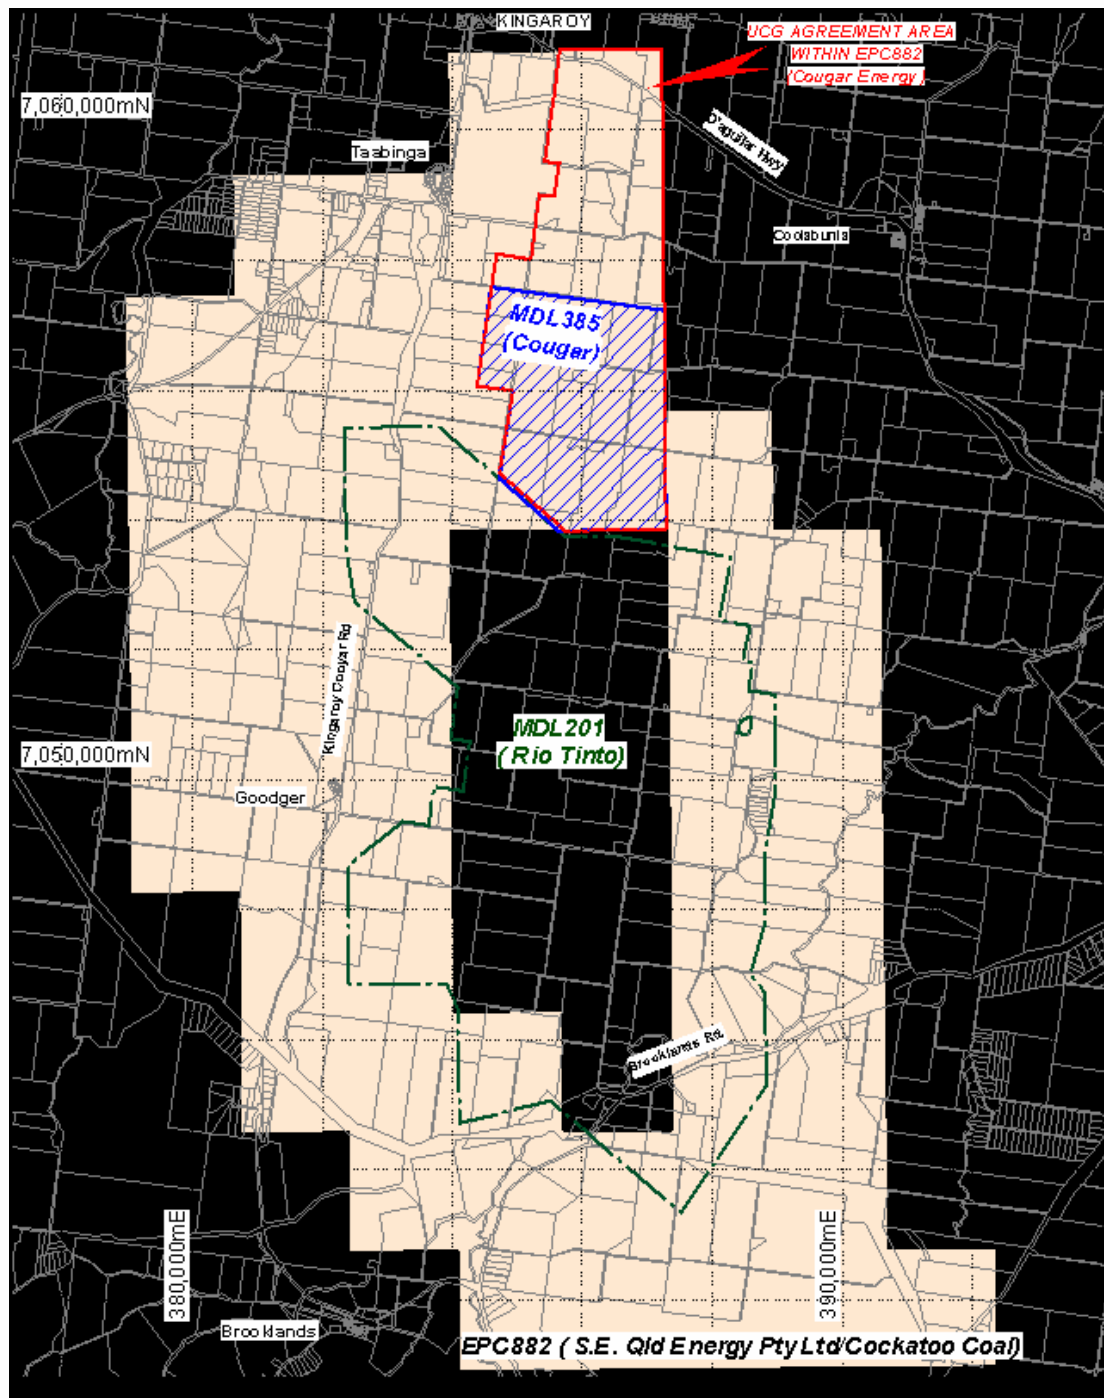 KINGAROY
UCG AGREEMENT AREA
WITHIN EPC882
(Cougar Energy)
7,060,000mN
D'aguilar Hwy
Taabinga
Coolabunia
MDL385
(Cougar)
Kingaroy Cooyar Rd
MDL201
( Rio Tinto)
7,050,000mN
Goodger
Brooklands Rd
380,000mE
390,000mE
Brooklands
EPC882 ( S.E. Qld Energy Pty Ltd/Cockatoo Coal)